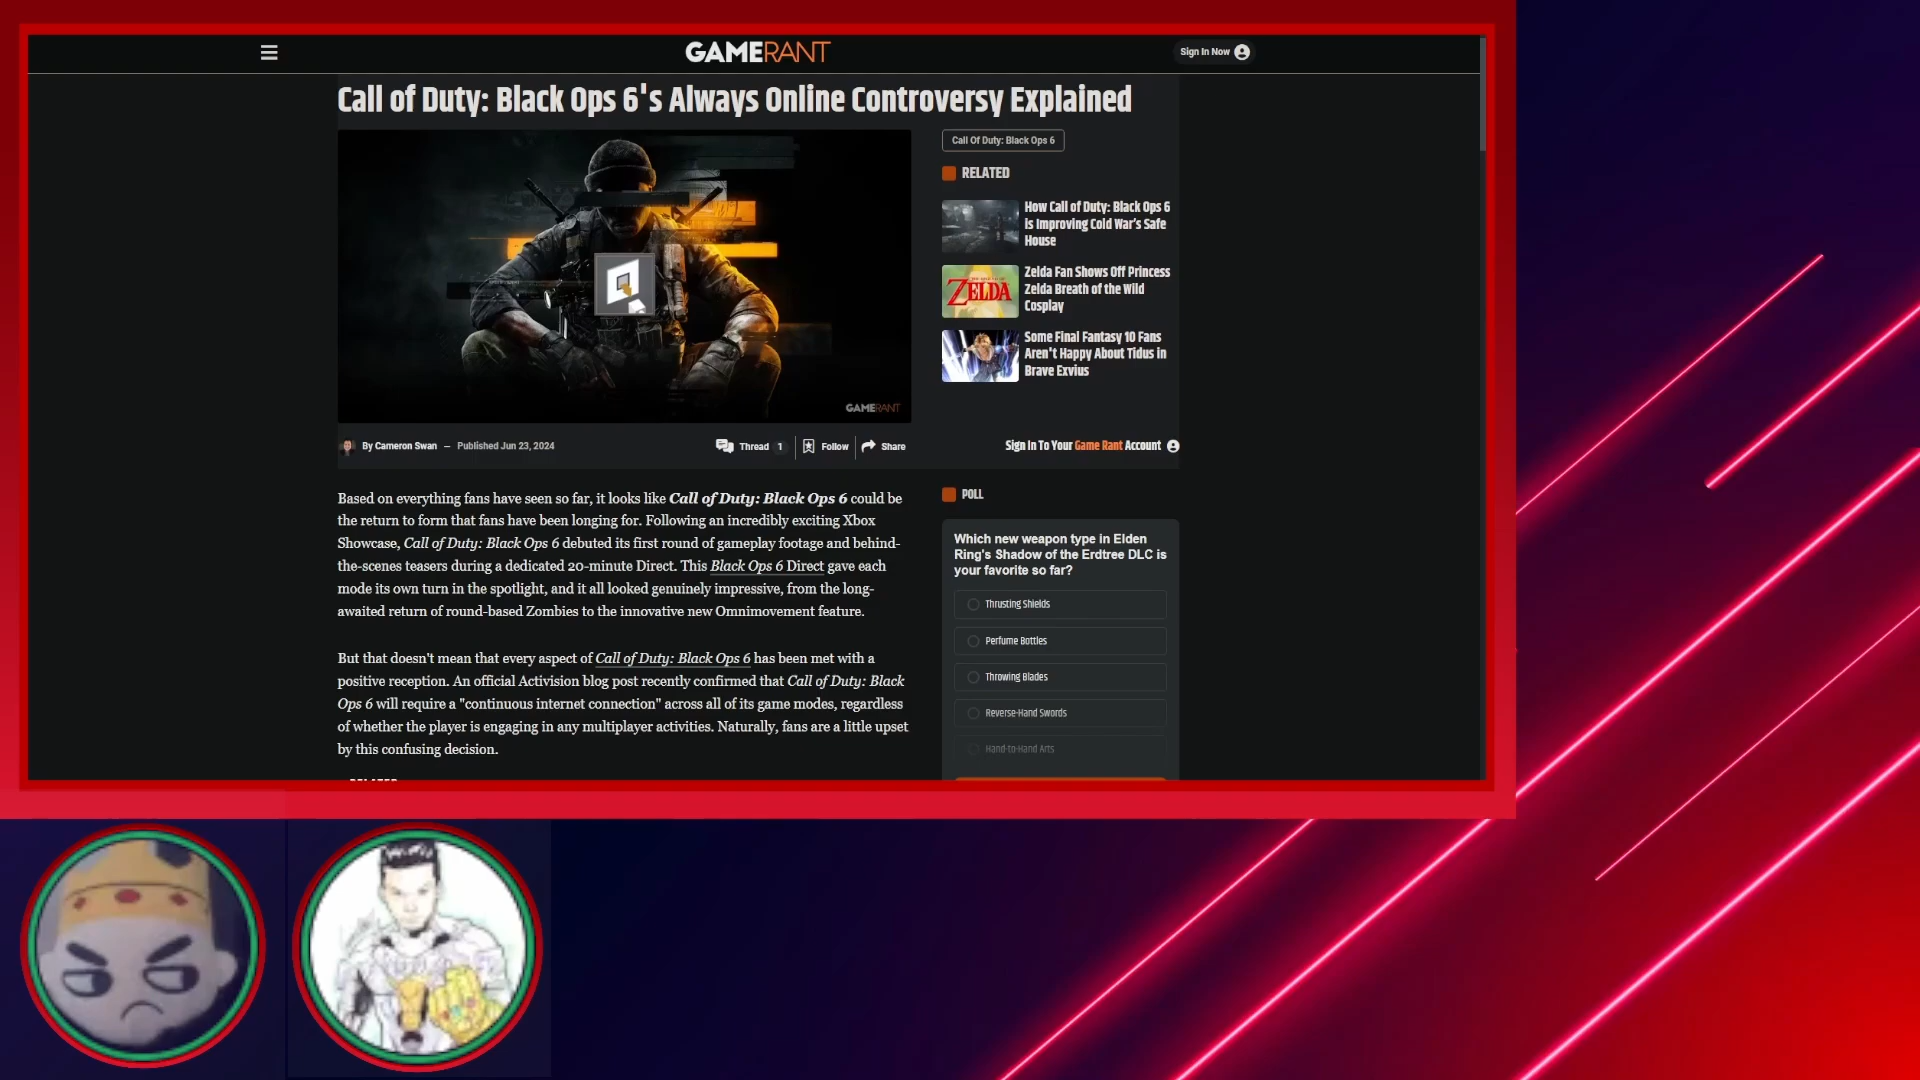 GAMERANT
Sign In Now
Call of Duty: Black Ops 6's Always Online Controversy Explained
GAMERANT
By Cameron Swan — Published Jun 23, 2024
Thread 1
Follow
Share
Call Of Duty: Black Ops 6
RELATED
How Call of Duty: Black Ops 6
is Improving Cold War's Safe
House
ZELDA
Zelda Fan Shows Off Princess
Zelda Breath of the Wild
Cosplay
Some Final Fantasy 10 Fans
Aren't Happy About Tidus in
Brave Exvius
Sign In To Your Game Rant Account
Based on everything fans have seen so far, it looks like Call of Duty: Black Ops 6 could be
the return to form that fans have been longing for. Following an incredibly exciting Xbox
Showcase, Call of Duty: Black Ops 6 debuted its first round of gameplay footage and behind-
the-scenes teasers during a dedicated 20-minute Direct. This Black Ops 6 Direct gave each
mode its own turn in the spotlight, and it all looked genuinely impressive, from the long-
awaited return of round-based Zombies to the innovative new Omnimovement feature.
But that doesn't mean that every aspect of Call of Duty: Black Ops 6 has been met with a
positive reception. An official Activision blog post recently confirmed that Call of Duty: Black
Ops 6 will require a "continuous internet connection" across all of its game modes, regardless
of whether the player is engaging in any multiplayer activities. Naturally, fans are a little upset
by this confusing decision.
RELATED
POLL
Which new weapon type in Elden
Ring's Shadow of the Erdtree DLC is
your favorite so far?
Thrusting Shields
Perfume Bottles
Throwing Blades
Reverse-Hand Swords
Hand-to-Hand Arts